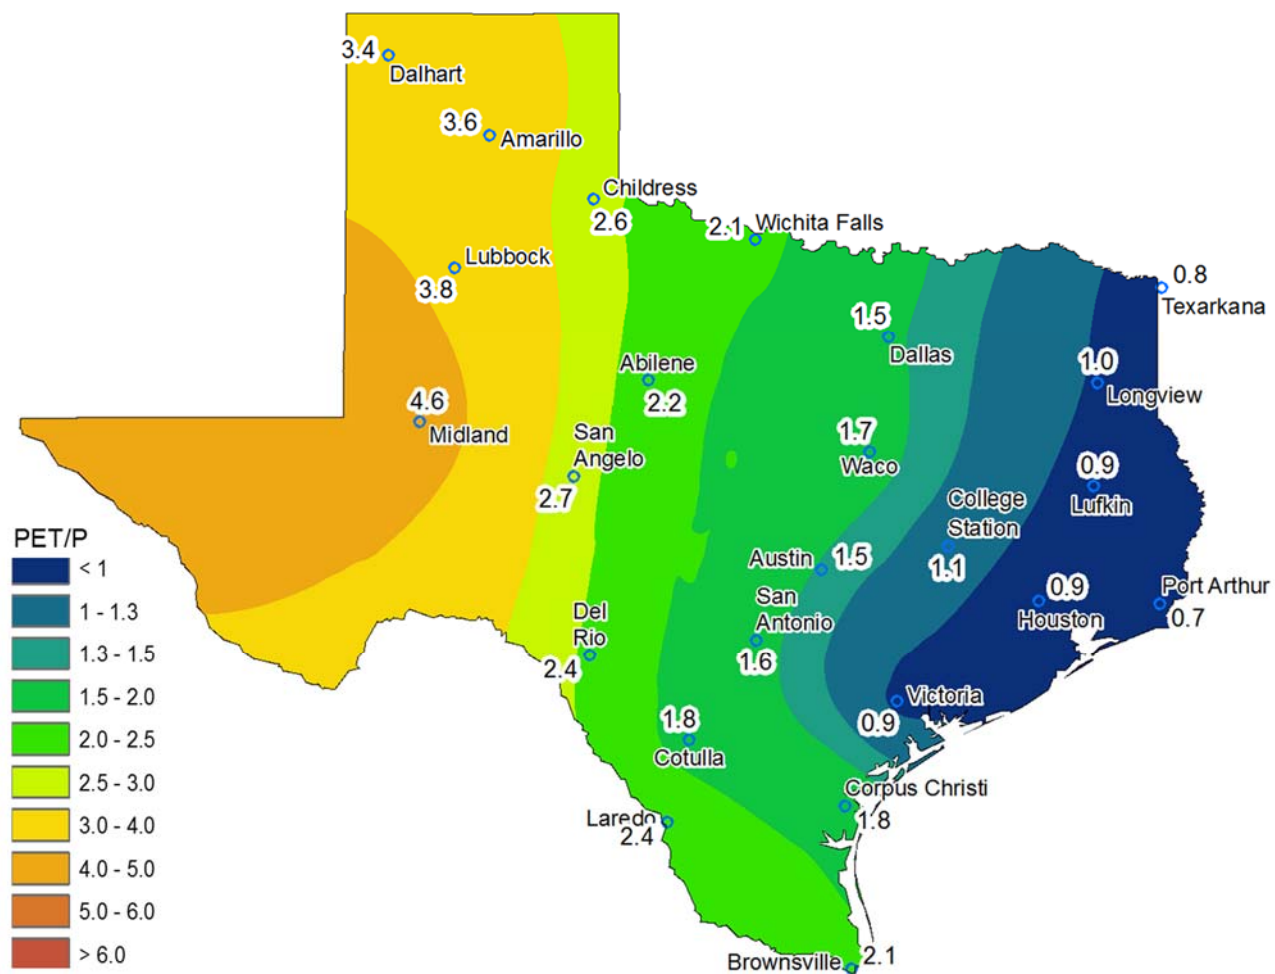 3.4
Dalhart
3.6
Amarillo
Childress
2.6
2.1
Wichita Falls
Lubbock
3.8
0.8
Texarkana
1.5
Dallas
Abilene
2.2
1.0
Longview
4.6
Midland
San
Angelo
2.7
1.7
Waco
0.9
Lufkin
College
Station
1.1
Austin
1.5
San
Antonio
1.6
Del
Rio
2.4
0.9
Houston
Port Arthur
0.7
Victoria
0.9
1.8
Cotulla
Corpus Christi
1.8
Laredo
2.4
Brownsville
2.1
PET/P
< 1
1 - 1.3
1.3 - 1.5
1.5 - 2.0
2.0 - 2.5
2.5 - 3.0
3.0 - 4.0
4.0 - 5.0
5.0 - 6.0
> 6.0